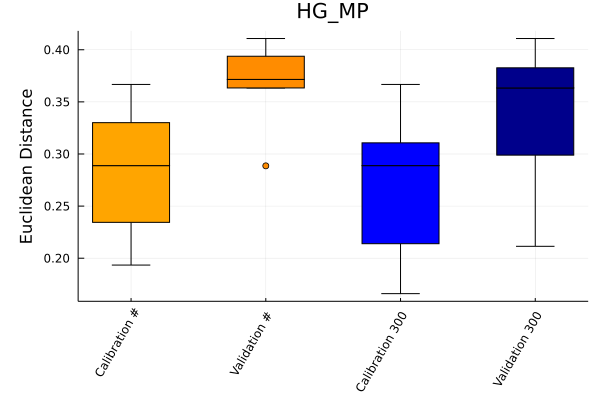 HG_MP
Euclidean Distance
0.40
0.35
0.30
0.25
0.20
Calibration #
Validation #
Calibration 300
Validation 300